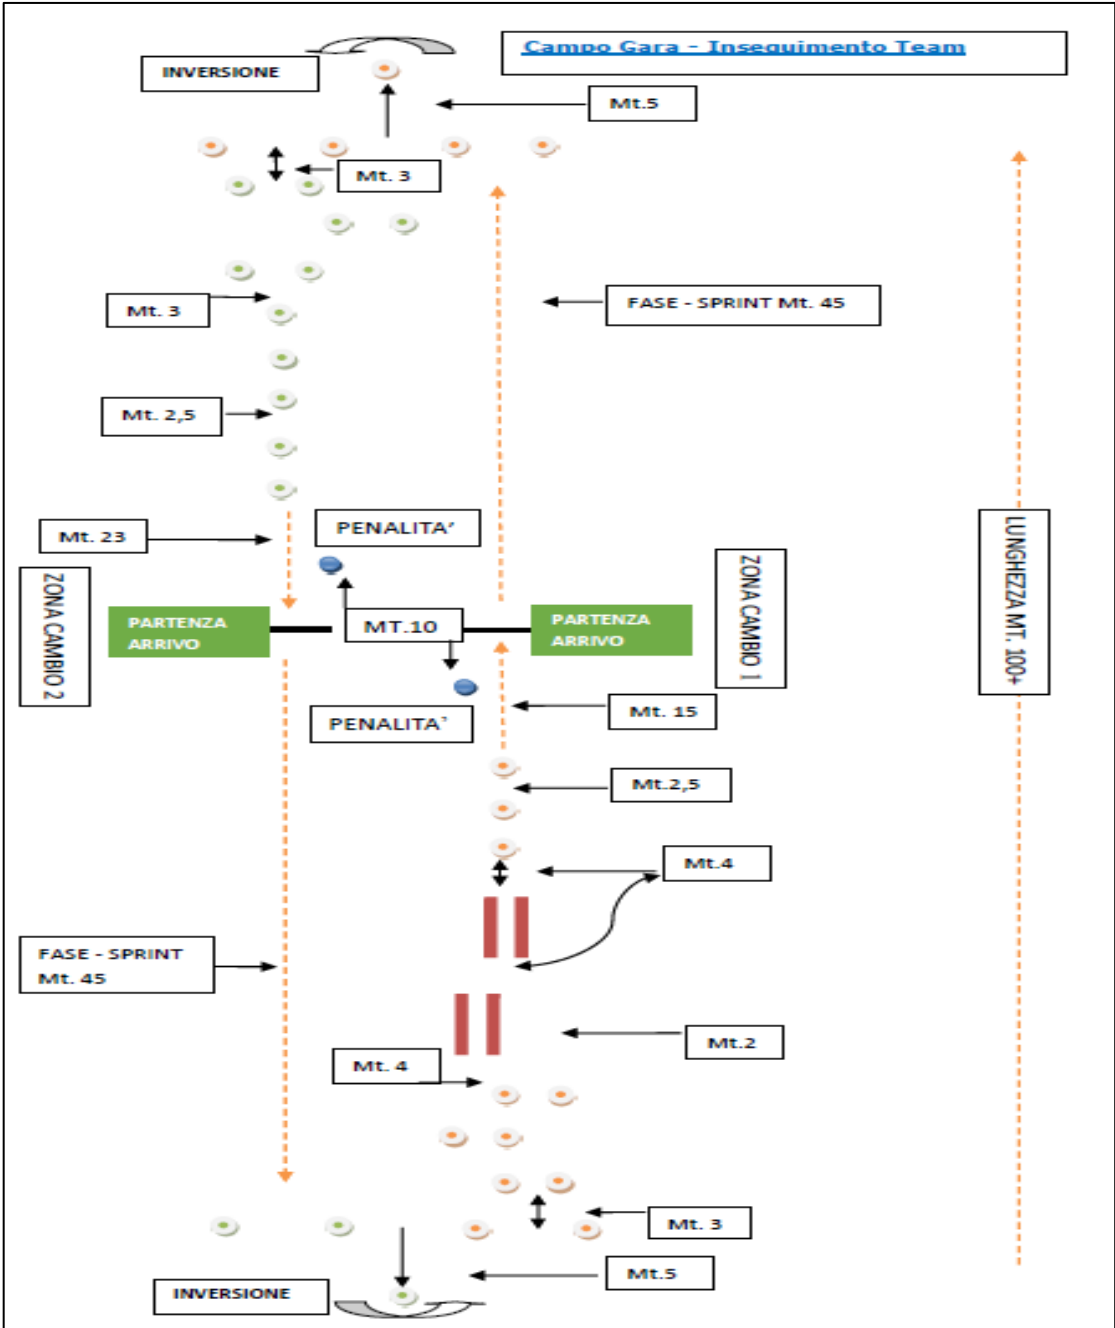 Campo Gara - Inseguimento Team
INVERSIONE
Mt.5
Mt. 3
Mt. 3
FASE - SPRINT Mt. 45
Mt. 2,5
PENALITA'
Mt. 23
ZONA CAMBIO 2
PARTENZA
ARRIVO
MT.10
PARTENZA
ARRIVO
ZONA CAMBIO 1
LUNGHEZZA MT. 100+
PENALITA'
Mt. 15
Mt.2,5
Mt.4
FASE - SPRINT
Mt. 45
Mt.2
Mt. 4
Mt. 3
Mt.5
INVERSIONE